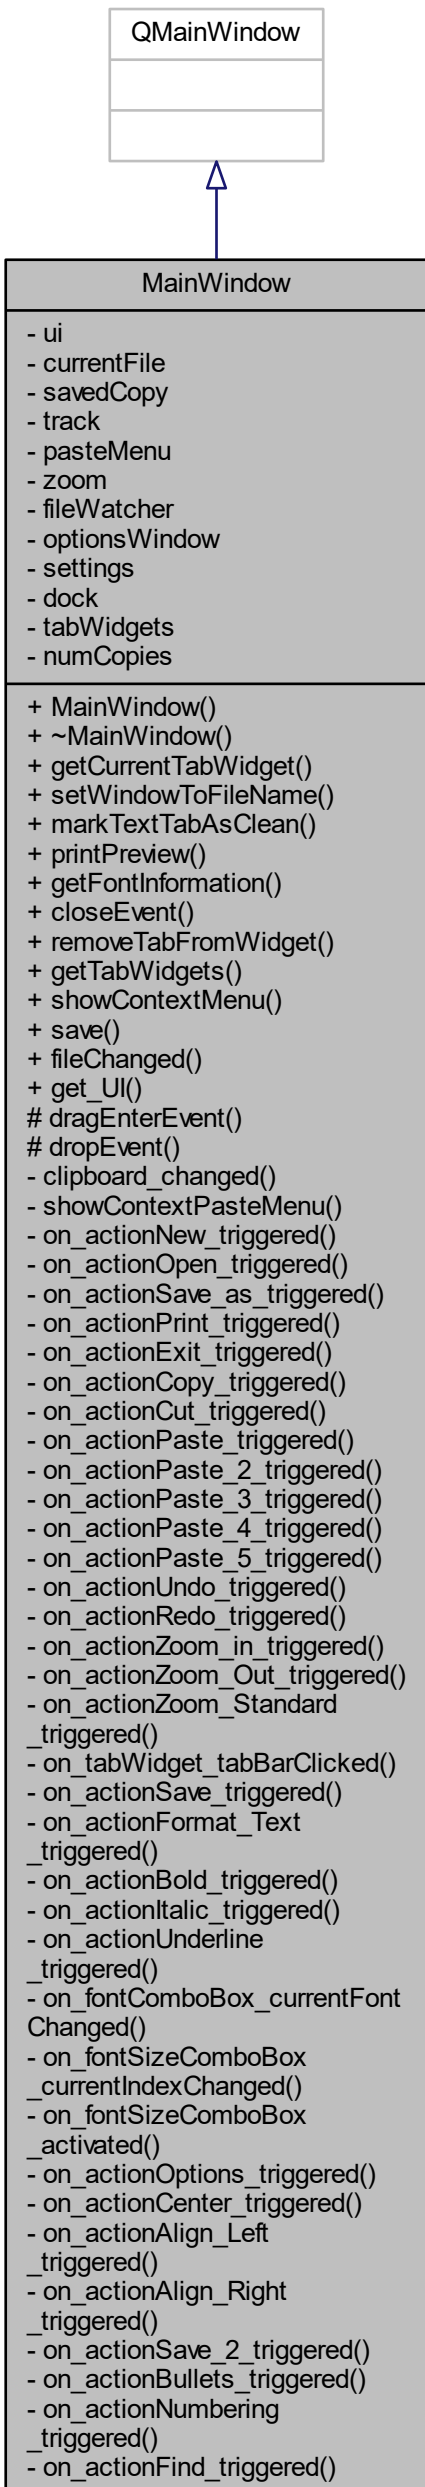 QMainWindow
MainWindow
- ui
- currentFile
- savedCopy
- track
- pasteMenu
- zoom
- fileWatcher
- optionsWindow
- settings
- dock
- tabWidgets
- numCopies
+ MainWindow()
+ ~MainWindow()
+ getCurrentTabWidget()
+ setWindowToFileName()
+ markTextTabAsClean()
+ printPreview()
+ getFontInformation()
+ closeEvent()
+ removeTabFromWidget()
+ getTabWidgets()
+ showContextMenu()
+ save()
+ fileChanged()
+ get_UI()
# dragEnterEvent()
# dropEvent()
- clipboard_changed()
- showContextPasteMenu()
- on_actionNew_triggered()
- on_actionOpen_triggered()
- on_actionSave_as_triggered()
- on_actionPrint_triggered()
- on_actionExit_triggered()
- on_actionCopy_triggered()
- on_actionCut_triggered()
- on_actionPaste_triggered()
- on_actionPaste_2_triggered()
- on_actionPaste_3_triggered()
- on_actionPaste_4_triggered()
- on_actionPaste_5_triggered()
- on_actionUndo_triggered()
- on_actionRedo_triggered()
- on_actionZoom_in_triggered()
- on_actionZoom_Out_triggered()
- on_actionZoom_Standard
_triggered()
- on_tabWidget_tabBarClicked()
- on_actionSave_triggered()
- on_actionFormat_Text
_triggered()
- on_actionBold_triggered()
- on_actionItalic_triggered()
- on_actionUnderline
_triggered()
- on_fontComboBox_currentFont
Changed()
- on_fontSizeComboBox
_currentIndexChanged()
- on_fontSizeComboBox
_activated()
- on_actionOptions_triggered()
- on_actionCenter_triggered()
- on_actionAlign_Left
_triggered()
- on_actionAlign_Right
_triggered()
- on_actionSave_2_triggered()
- on_actionBullets_triggered()
- on_actionNumbering
_triggered()
- on_actionFind_triggered()